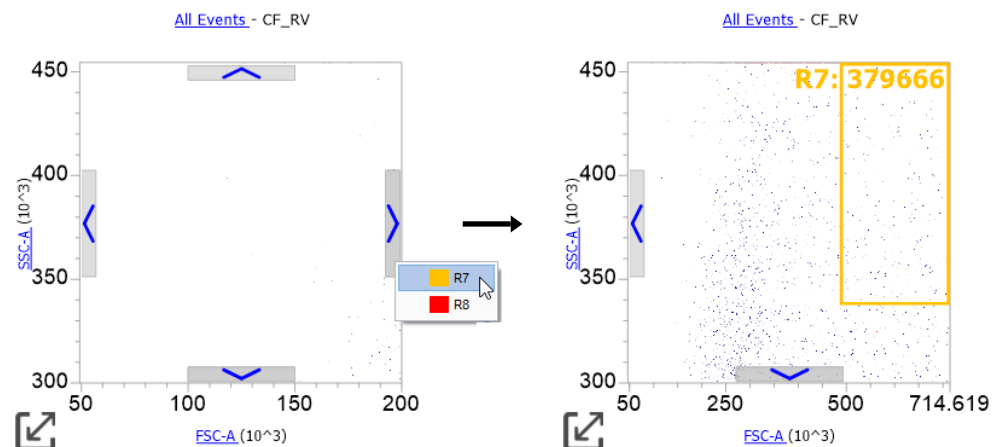 All Events - CF_RV
450
400
350
300
SSC-A (10^3)
50
100
150
200
FSC-A (10^3)
R7
R8
All Events - CF_RV
R7: 379666
450
400
350
300
SSC-A (10^3)
50
250
500
714.619
FSC-A (10^3)